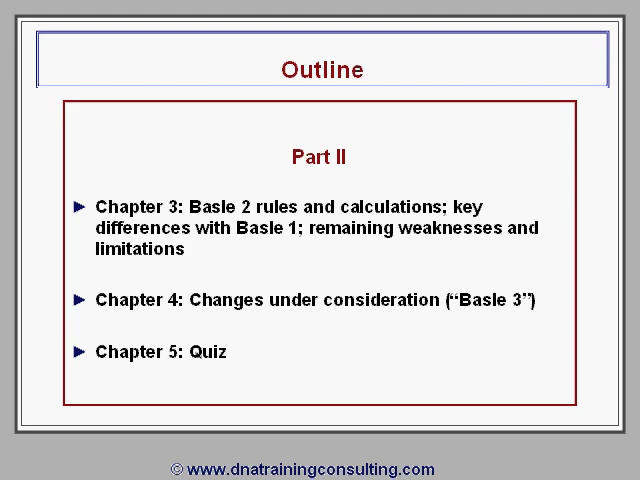 Outline
Part II
► Chapter 3: Basle 2 rules and calculations; key
differences with Basle 1; remaining weaknesses and
limitations
► Chapter 4: Changes under consideration (“Basle 3”)
► Chapter 5: Quiz
© www.dnatrainingconsulting.com